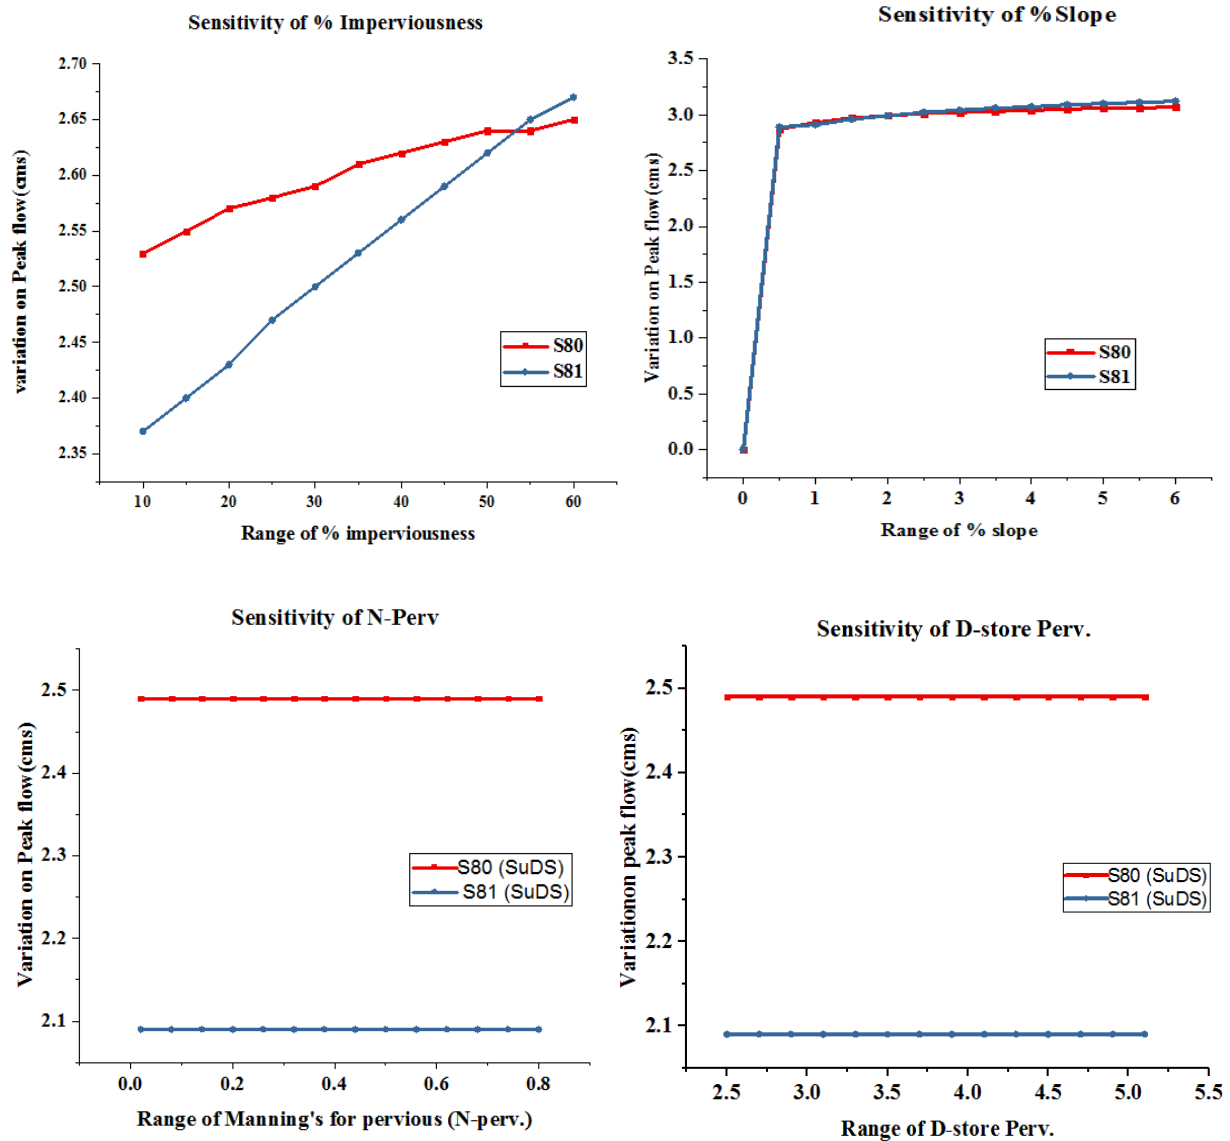 Sensitivity of % Imperviousness
variation on Peak flow(cms)
2.70
2.65
2.60
2.55
2.50
2.45
2.40
2.35
S80
S81
10
20
30
40
50
60
Range of % imperviousness
Sensitivity of %Slope
Variation on Peak flow(cms)
3.5
3.0
2.5
2.0
1.5
1.0
0.5
0.0
S80
S81
0
1
2
3
4
5
6
Range of % slope
Sensitivity of N-Perv
Variation on Peak flow(cms)
2.5
2.4
2.3
2.2
2.1
S80 (SuDS)
S81 (SuDS)
0.0
0.2
0.4
0.6
0.8
Range of Manning's for pervious (N-perv.)
Sensitivity of D-store Perv.
Variationon peak flow(cms)
2.5
2.4
2.3
2.2
2.1
S80 (SuDS)
S81 (SuDS)
2.5
3.0
3.5
4.0
4.5
5.0
5.5
Range of D-store Perv.